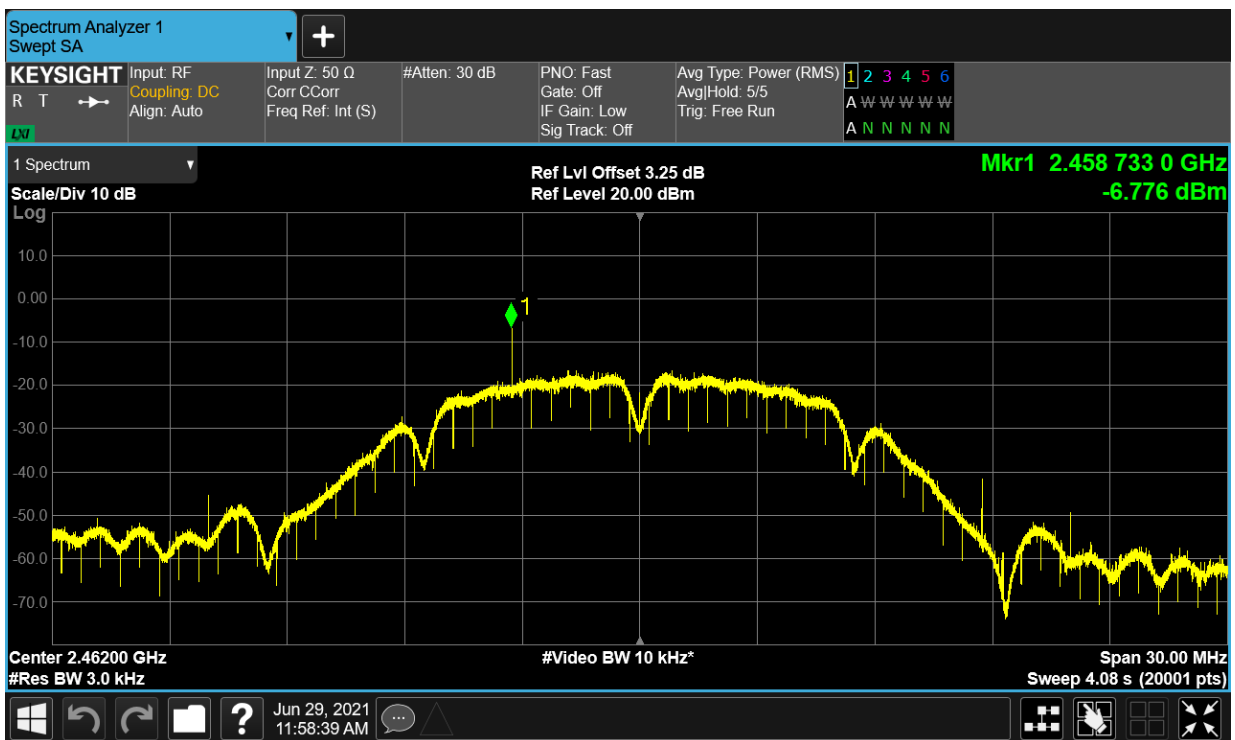 Spectrum Analyzer 1
Swept SA
KEYSIGHT
R T
LXI
Input: RF
Coupling: DC
Align: Auto
Input Z: 50 Ω
Corr CCorr
Freq Ref: Int (S)
#Atten: 30 dB
PNO: Fast
Gate: Off
IF Gain: Low
Sig Track: Off
Avg Type: Power (RMS)
Avg|Hold: 5/5
Trig: Free Run
1 2 3 4 5 6
A W W W W W
A N N N N N
1 Spectrum
Scale/Div 10 dB
Ref Lvl Offset 3.25 dB
Ref Level 20.00 dBm
Mkr1 2.458 733 0 GHz
-6.776 dBm
Log
10.0
0.00
-10.0
-20.0
-30.0
-40.0
-50.0
-60.0
-70.0
1
Center 2.46200 GHz
#Res BW 3.0 kHz
#Video BW 10 kHz*
Span 30.00 MHz
Sweep 4.08 s (20001 pts)
?
Jun 29, 2021
11:58:39 AM